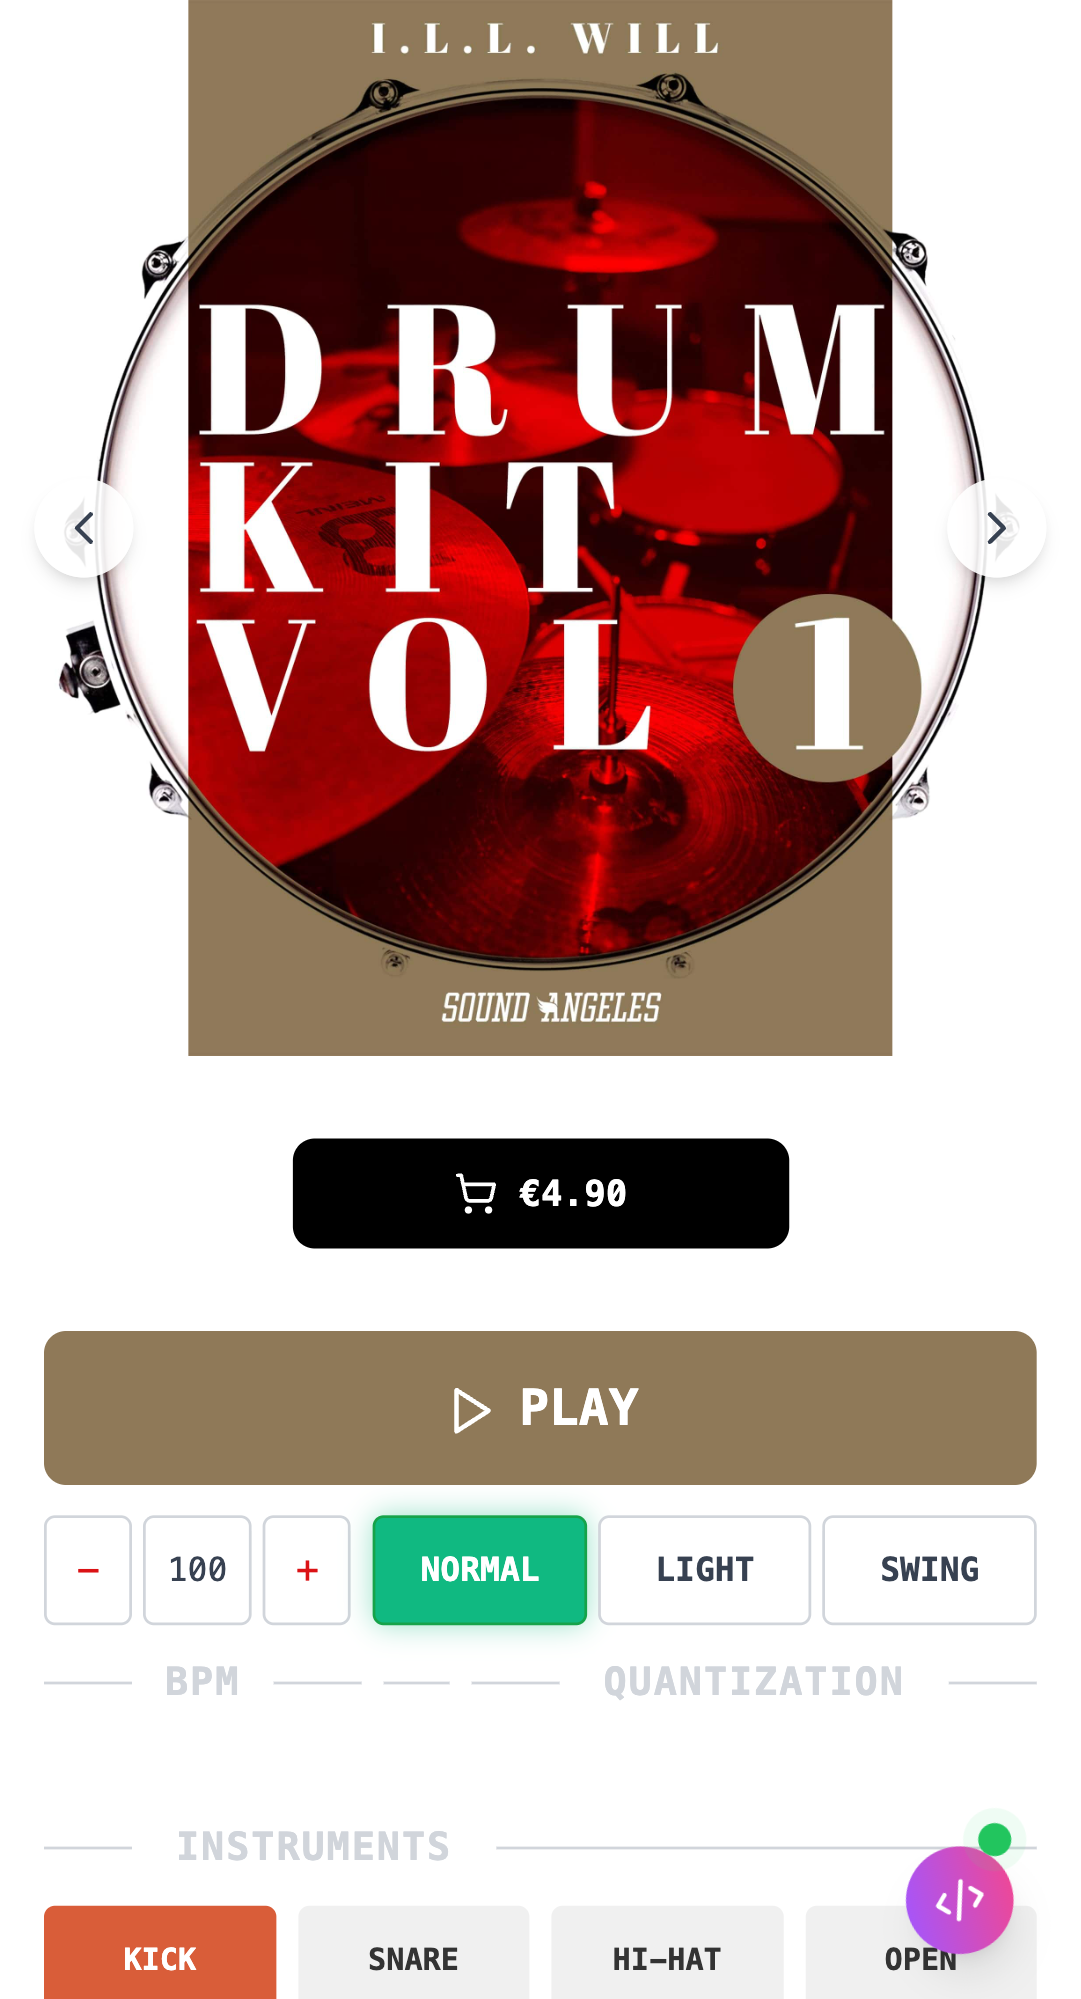 I.L.L. WILL
DRUM
KIT
VOL 1
MEINL
SOUND ANGELES
€4.90
PLAY
− 100 + NORMAL LIGHT SWING
BPM QUANTIZATION
INSTRUMENTS
KICK SNARE HI-HAT OPEN